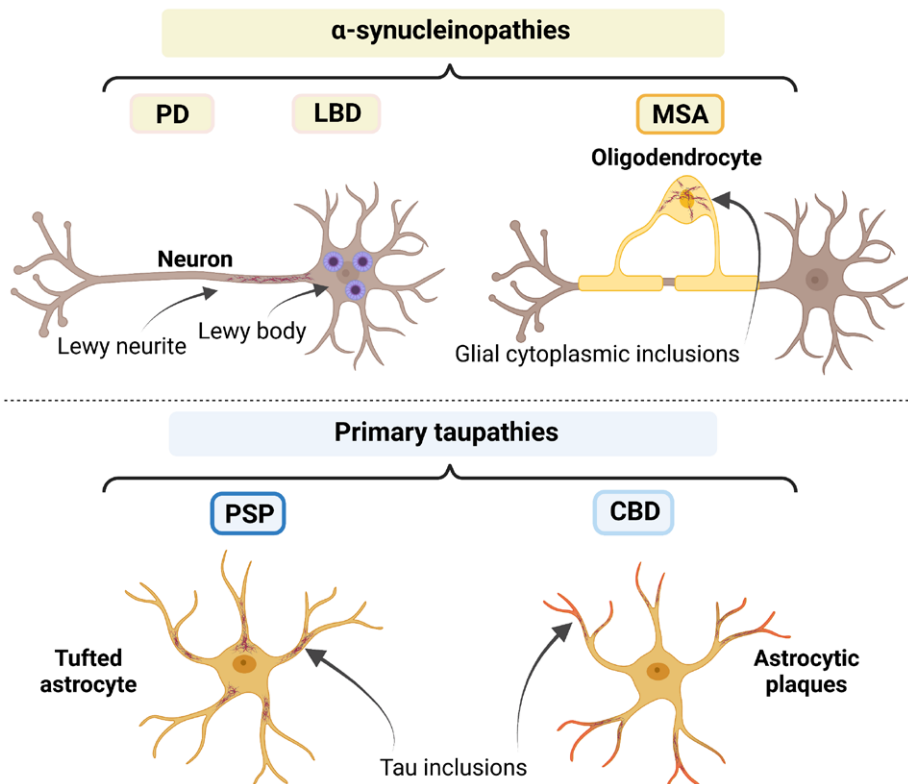 α-synucleinopathies
PD
LBD
MSA
Oligodendrocyte
Neuron
Lewy neurite
Lewy body
Glial cytoplasmic inclusions
Primary taupathies
PSP
CBD
Tufted
astrocyte
Astrocytic
plaques
Tau inclusions